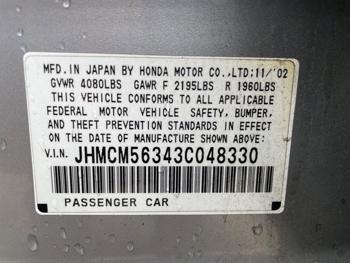 MFD.IN JAPAN BY HONDA MOTOR CO.,LTD;11/'02
GVWR 4080LBS GAWR F 2195LBS R 1960LBS
THIS VEHICLE CONFORMS TO ALL APPLICABLE
FEDERAL MOTOR VEHICLE SAFETY, BUMPER,
AND THEFT PREVENTION STANDARDS IN EFFECT
ON THE DATE OF MANUFACTURE SHOWN ABOVE:
V.I.N. JHMCM56343C048330
PASSENGER CAR